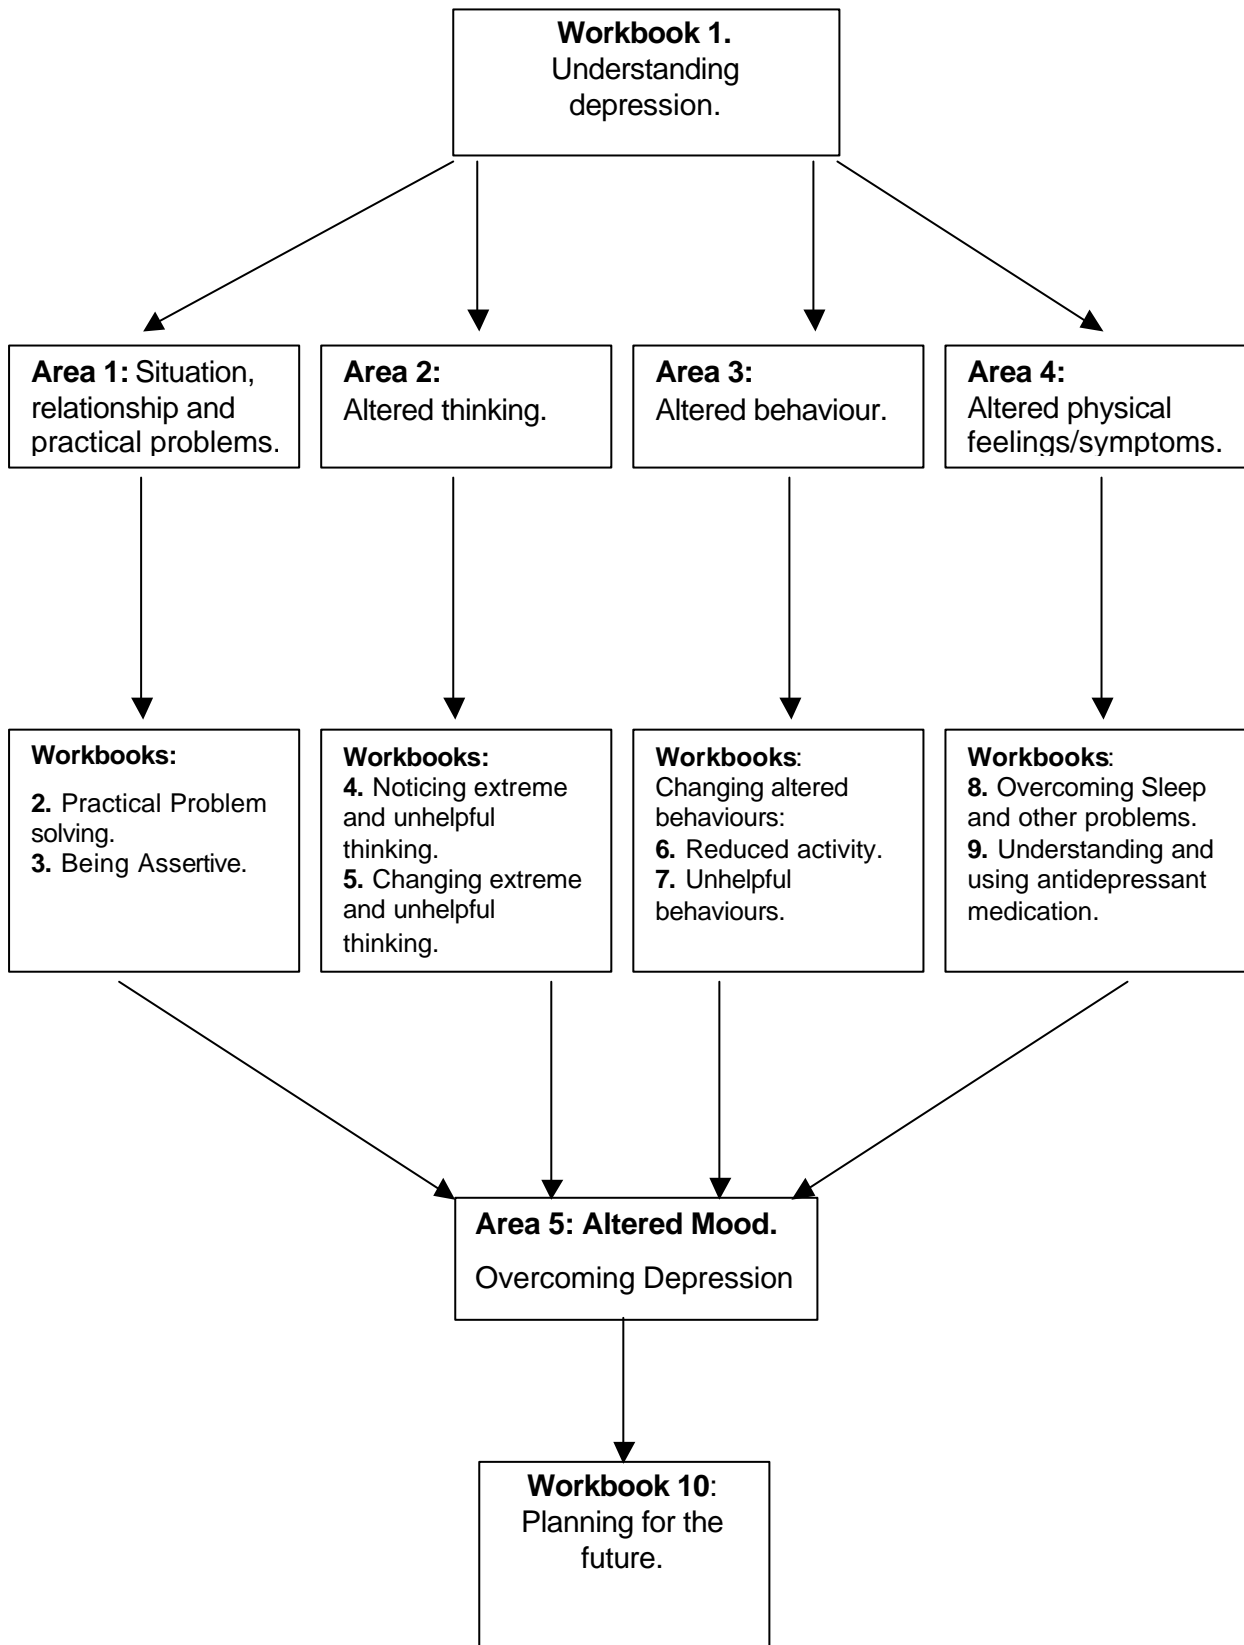 Workbook 1.
Understanding
depression.
Area 1: Situation,
relationship and
practical problems.
Area 2:
Altered thinking.
Area 3:
Altered behaviour.
Area 4:
Altered physical
feelings/symptoms.
Workbooks:
2. Practical Problem
solving.
3. Being Assertive.
Workbooks:
4. Noticing extreme
and unhelpful
thinking.
5. Changing extreme
and unhelpful
thinking.
Workbooks:
Changing altered
behaviours:
6. Reduced activity.
7. Unhelpful
behaviours.
Workbooks:
8. Overcoming Sleep
and other problems.
9. Understanding and
using antidepressant
medication.
Area 5: Altered Mood.
Overcoming Depression
Workbook 10:
Planning for the
future.